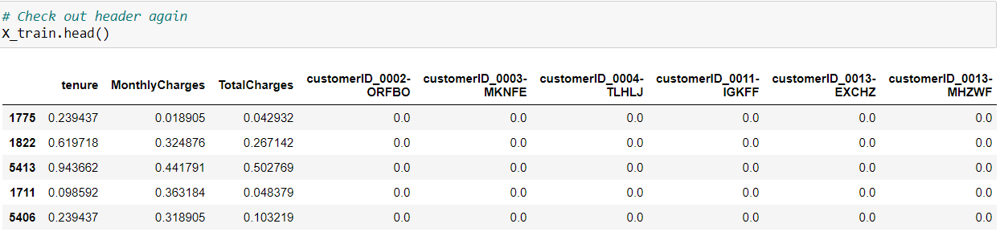 # Check out header again
X_train.head()
tenure MonthlyCharges TotalCharges customerID_0002-ORFBO customerID_0003-MKNFE customerID_0004-TLHLJ customerID_0011-IGKFF customerID_0013-EXCHZ customerID_0013-MHZWF
1775 0.239437 0.018905 0.042932 0.0 0.0 0.0 0.0 0.0 0.0
1822 0.619718 0.324876 0.267142 0.0 0.0 0.0 0.0 0.0 0.0
5413 0.943662 0.441791 0.502769 0.0 0.0 0.0 0.0 0.0 0.0
1711 0.098592 0.363184 0.048379 0.0 0.0 0.0 0.0 0.0 0.0
5406 0.239437 0.318905 0.103219 0.0 0.0 0.0 0.0 0.0 0.0